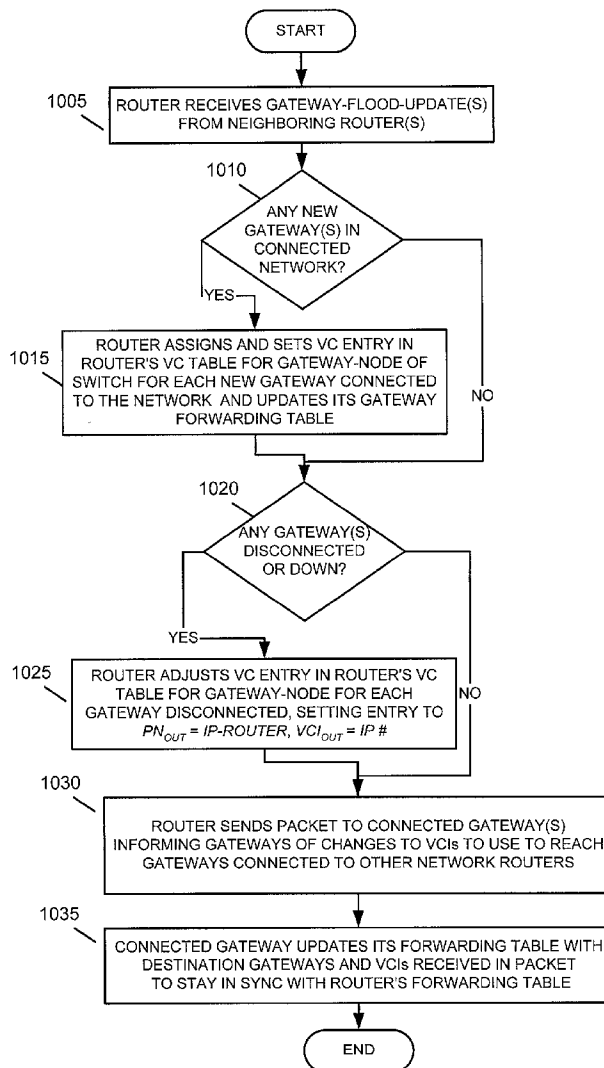 START
1005
ROUTER RECEIVES GATEWAY-FLOOD-UPDATE(S)
FROM NEIGHBORING ROUTER(S)
1010
ANY NEW
GATEWAY(S) IN
CONNECTED
NETWORK?
YES
NO
1015
ROUTER ASSIGNS AND SETS VC ENTRY IN
ROUTER'S VC TABLE FOR GATEWAY-NODE OF
SWITCH FOR EACH NEW GATEWAY CONNECTED
TO THE NETWORK AND UPDATES ITS GATEWAY
FORWARDING TABLE
1020
ANY GATEWAY(S)
DISCONNECTED
OR DOWN?
YES
NO
1025
ROUTER ADJUSTS VC ENTRY IN ROUTER'S VC
TABLE FOR GATEWAY-NODE FOR EACH
GATEWAY DISCONNECTED, SETTING ENTRY TO
PN_OUT = IP-ROUTER, VCI_OUT = IP #
1030
ROUTER SENDS PACKET TO CONNECTED GATEWAY(S)
INFORMING GATEWAYS OF CHANGES TO VCIs TO USE TO REACH
GATEWAYS CONNECTED TO OTHER NETWORK ROUTERS
1035
CONNECTED GATEWAY UPDATES ITS FORWARDING TABLE WITH
DESTINATION GATEWAYS AND VCIs RECEIVED IN PACKET
TO STAY IN SYNC WITH ROUTER'S FORWARDING TABLE
END